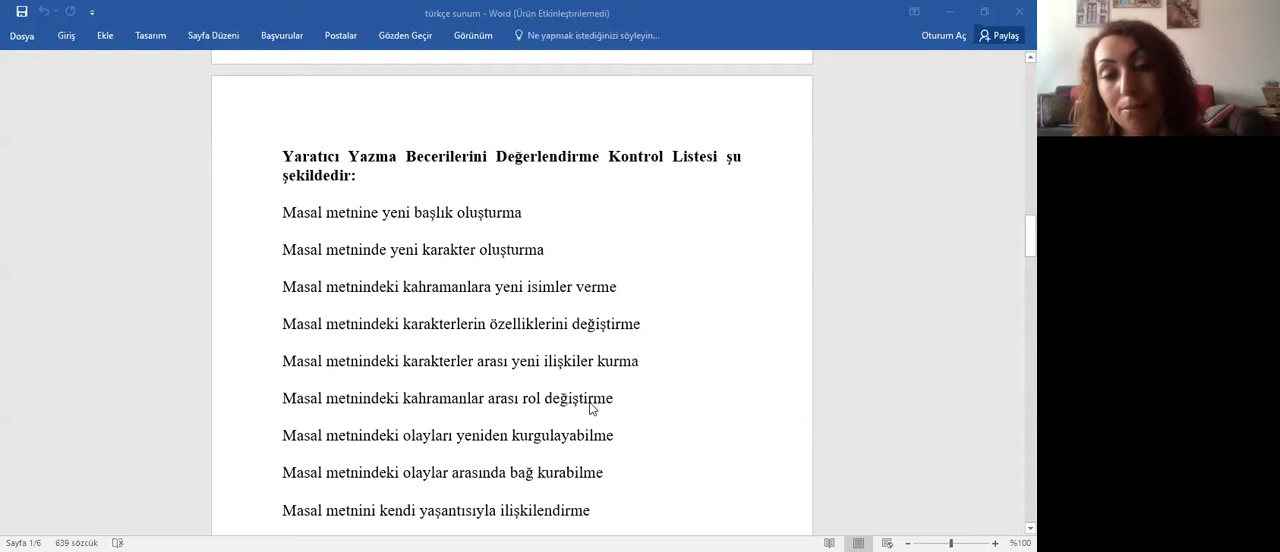 türkçe sunum - Word (Ürün Etkinleştirilemedi)
Dosya Giriş Ekle Tasarım Sayfa Düzeni Başvurular Postalar Gözden Geçir Görünüm Ne yapmak istediğinizi söyleyin... Oturum Aç Paylaş
Yaratıcı Yazma Becerilerini Değerlendirme Kontrol Listesi şu
şekildedir:
Masal metnine yeni başlık oluşturma
Masal metninde yeni karakter oluşturma
Masal metnindeki kahramanlara yeni isimler verme
Masal metnindeki karakterlerin özelliklerini değiştirme
Masal metnindeki karakterler arası yeni ilişkiler kurma
Masal metnindeki kahramanlar arası rol değiştirme
Masal metnindeki olayları yeniden kurgulayabilme
Masal metnindeki olaylar arasında bağ kurabilme
Masal metnini kendi yaşantısıyla ilişkilendirme
Sayfa 1/6 639 sözcük %100